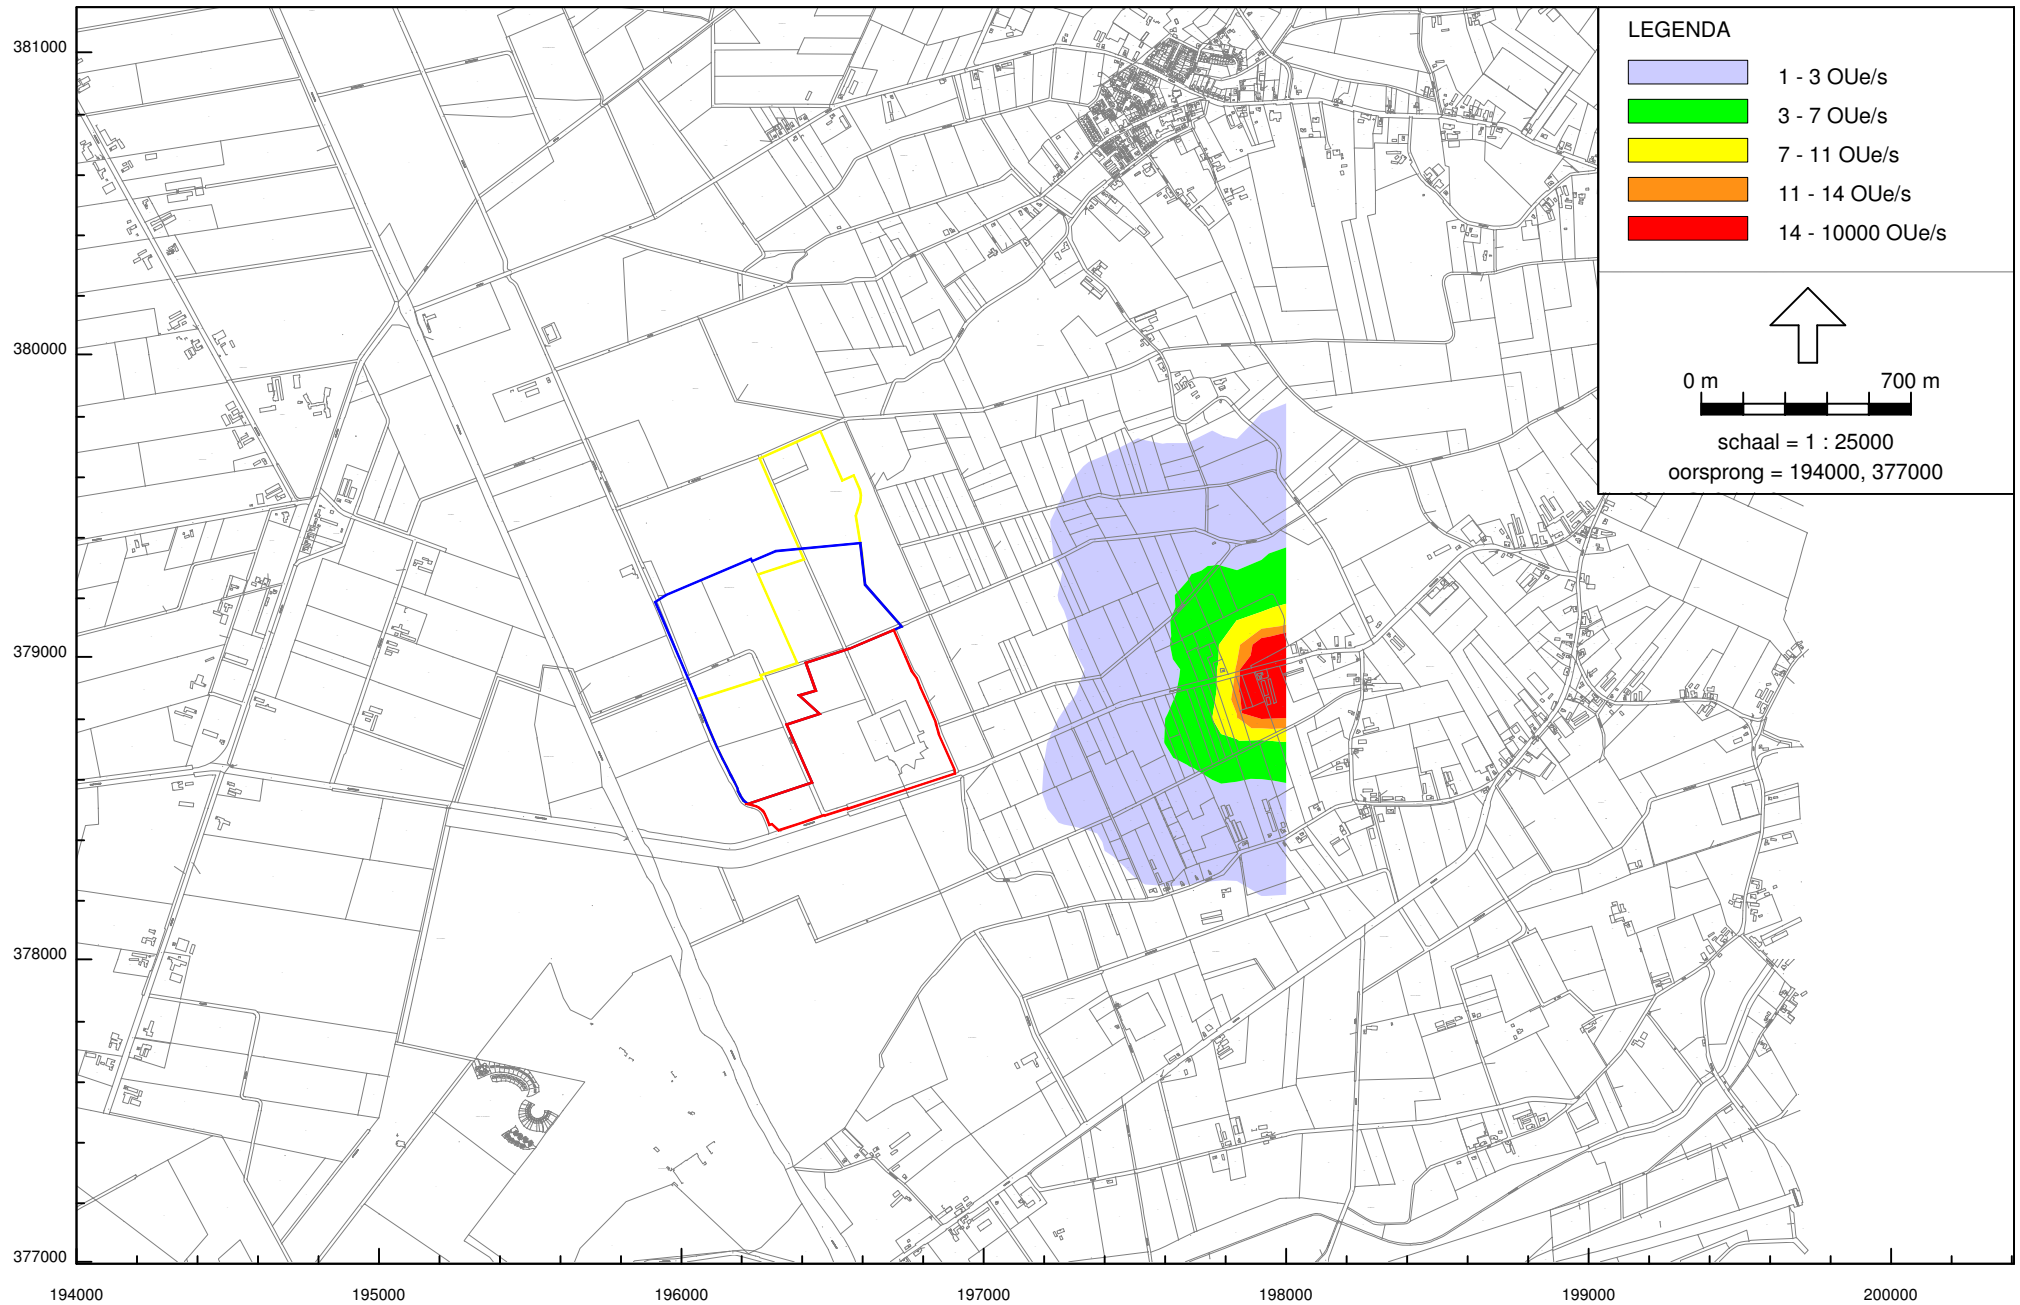 LEGENDA
1 - 3 OUe/s
3 - 7 OUe/s
7 - 11 OUe/s
11 - 14 OUe/s
14 - 10000 OUe/s
0 m 700 m
schaal = 1 : 25000
oorsprong = 194000, 377000
381000
380000
379000
378000
377000
194000 195000 196000 197000 198000 199000 200000